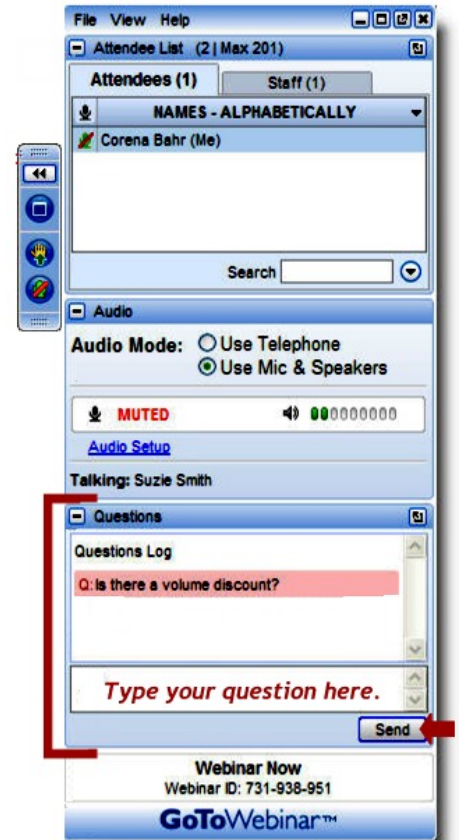 File View Help
Attendee List (2 | Max 201)
Attendees (1) Staff (1)
NAMES - ALPHABETICALLY
Corena Bahr (Me)
Search
Audio
Audio Mode: Use Telephone
Use Mic & Speakers
MUTED
Audio Setup
Talking: Suzie Smith
Questions
Questions Log
Q: Is there a volume discount?
Type your question here.
Send
Webinar Now
Webinar ID: 731-938-951
GoToWebinar™